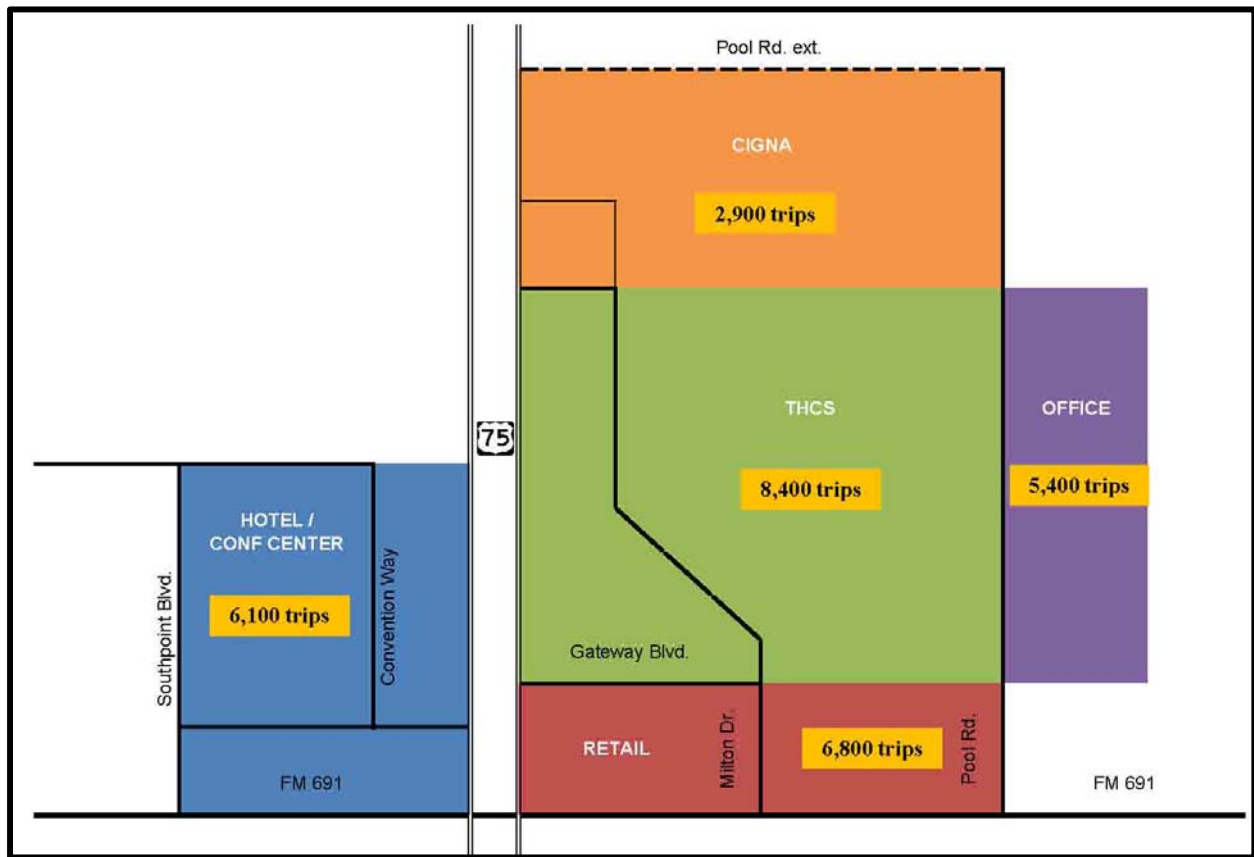 Pool Rd. ext.
CIGNA
2,900 trips
75
THCS
8,400 trips
OFFICE
5,400 trips
HOTEL /
CONF CENTER
6,100 trips
Southpoint Blvd.
Convention Way
Gateway Blvd.
RETAIL
Milton Dr.
6,800 trips
Pool Rd.
FM 691
FM 691